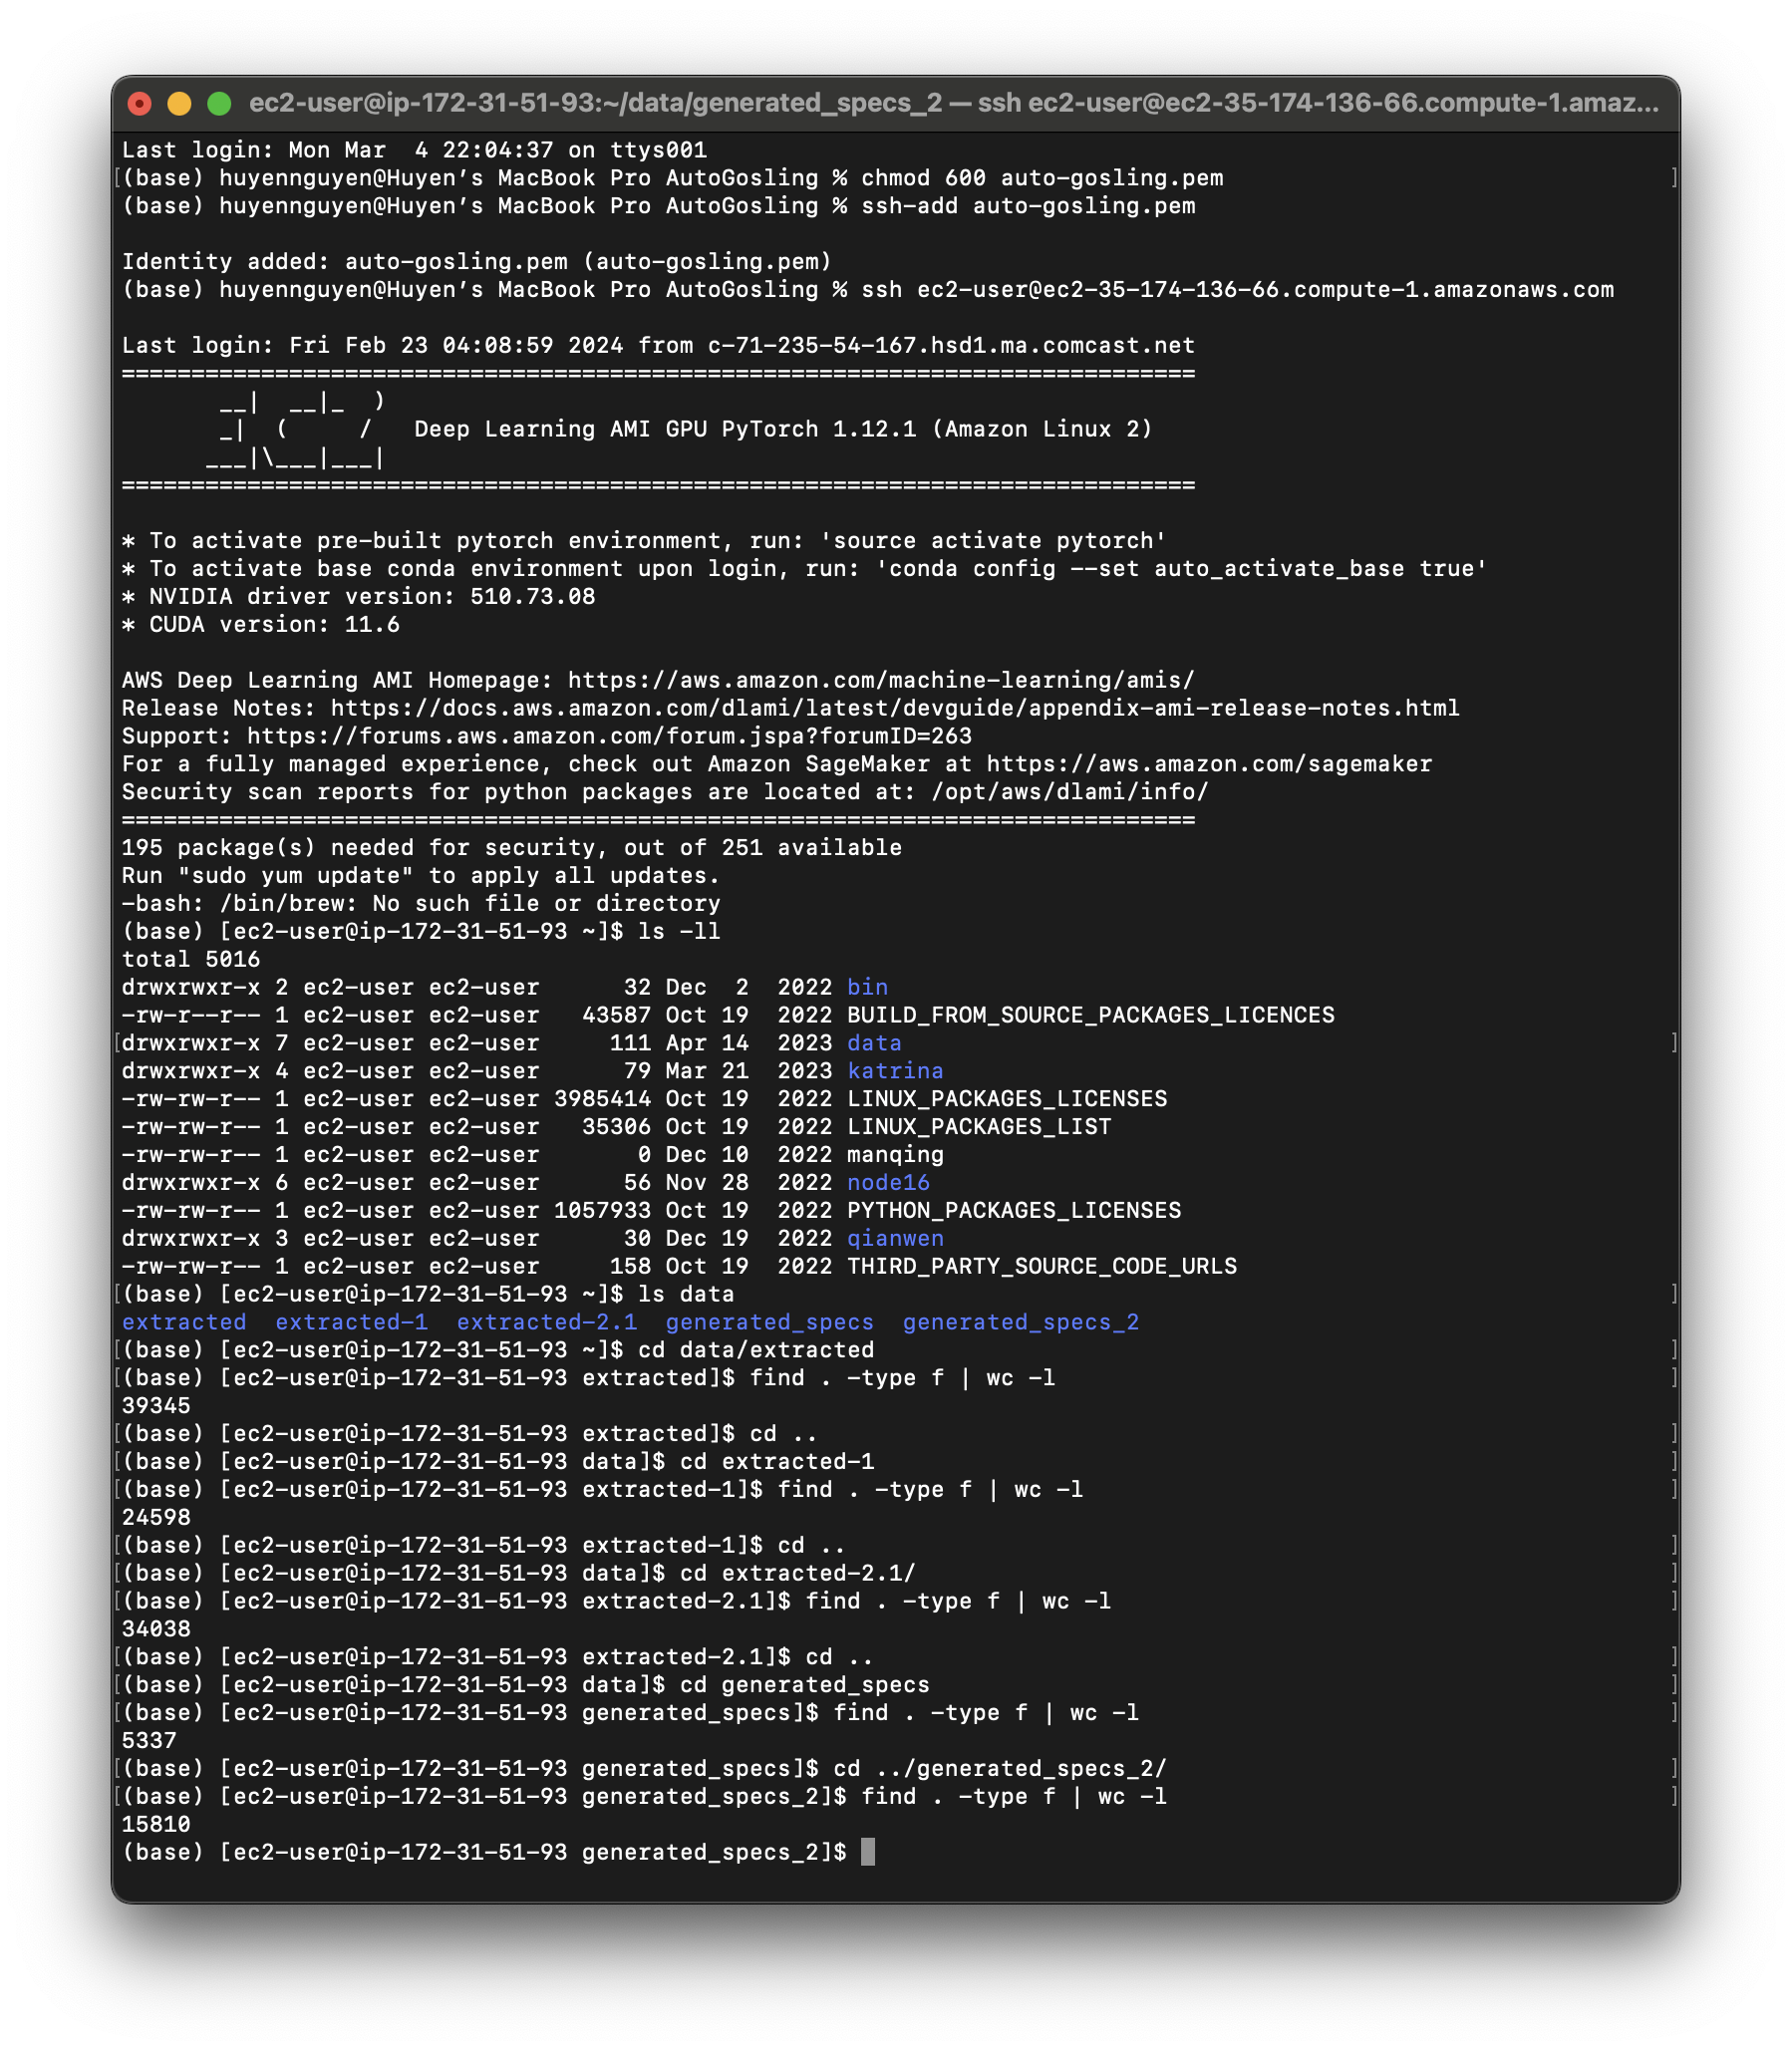 ec2-user@ip-172-31-51-93:~/data/generated_specs_2 — ssh ec2-user@ec2-35-174-136-66.compute-1.amaz...
Last login: Mon Mar  4 22:04:37 on ttys001
[(base) huyennguyen@Huyen’s MacBook Pro AutoGosling % chmod 600 auto-gosling.pem ]
(base) huyennguyen@Huyen’s MacBook Pro AutoGosling % ssh-add auto-gosling.pem
Identity added: auto-gosling.pem (auto-gosling.pem)
(base) huyennguyen@Huyen’s MacBook Pro AutoGosling % ssh ec2-user@ec2-35-174-136-66.compute-1.amazonaws.com
Last login: Fri Feb 23 04:08:59 2024 from c-71-235-54-167.hsd1.ma.comcast.net
=============================================================================
       __|  __|_  )
       _|  (     /   Deep Learning AMI GPU PyTorch 1.12.1 (Amazon Linux 2)
      ___|\___|___|
=============================================================================
* To activate pre-built pytorch environment, run: 'source activate pytorch'
* To activate base conda environment upon login, run: 'conda config --set auto_activate_base true'
* NVIDIA driver version: 510.73.08
* CUDA version: 11.6
AWS Deep Learning AMI Homepage: https://aws.amazon.com/machine-learning/amis/
Release Notes: https://docs.aws.amazon.com/dlami/latest/devguide/appendix-ami-release-notes.html
Support: https://forums.aws.amazon.com/forum.jspa?forumID=263
For a fully managed experience, check out Amazon SageMaker at https://aws.amazon.com/sagemaker
Security scan reports for python packages are located at: /opt/aws/dlami/info/
=============================================================================
195 package(s) needed for security, out of 251 available
Run "sudo yum update" to apply all updates.
-bash: /bin/brew: No such file or directory
(base) [ec2-user@ip-172-31-51-93 ~]$ ls -ll
total 5016
drwxrwxr-x 2 ec2-user ec2-user      32 Dec  2  2022 bin
-rw-r--r-- 1 ec2-user ec2-user   43587 Oct 19  2022 BUILD_FROM_SOURCE_PACKAGES_LICENCES
[drwxrwxr-x 7 ec2-user ec2-user     111 Apr 14  2023 data ]
drwxrwxr-x 4 ec2-user ec2-user      79 Mar 21  2023 katrina
-rw-rw-r-- 1 ec2-user ec2-user 3985414 Oct 19  2022 LINUX_PACKAGES_LICENSES
-rw-rw-r-- 1 ec2-user ec2-user   35306 Oct 19  2022 LINUX_PACKAGES_LIST
-rw-rw-r-- 1 ec2-user ec2-user       0 Dec 10  2022 manqing
drwxrwxr-x 6 ec2-user ec2-user      56 Nov 28  2022 node16
-rw-rw-r-- 1 ec2-user ec2-user 1057933 Oct 19  2022 PYTHON_PACKAGES_LICENSES
drwxrwxr-x 3 ec2-user ec2-user      30 Dec 19  2022 qianwen
-rw-rw-r-- 1 ec2-user ec2-user     158 Oct 19  2022 THIRD_PARTY_SOURCE_CODE_URLS
[(base) [ec2-user@ip-172-31-51-93 ~]$ ls data ]
extracted  extracted-1  extracted-2.1  generated_specs  generated_specs_2
[(base) [ec2-user@ip-172-31-51-93 ~]$ cd data/extracted ]
[(base) [ec2-user@ip-172-31-51-93 extracted]$ find . -type f | wc -l ]
39345
[(base) [ec2-user@ip-172-31-51-93 extracted]$ cd .. ]
[(base) [ec2-user@ip-172-31-51-93 data]$ cd extracted-1 ]
[(base) [ec2-user@ip-172-31-51-93 extracted-1]$ find . -type f | wc -l ]
24598
[(base) [ec2-user@ip-172-31-51-93 extracted-1]$ cd .. ]
[(base) [ec2-user@ip-172-31-51-93 data]$ cd extracted-2.1/ ]
[(base) [ec2-user@ip-172-31-51-93 extracted-2.1]$ find . -type f | wc -l ]
34038
[(base) [ec2-user@ip-172-31-51-93 extracted-2.1]$ cd .. ]
[(base) [ec2-user@ip-172-31-51-93 data]$ cd generated_specs ]
[(base) [ec2-user@ip-172-31-51-93 generated_specs]$ find . -type f | wc -l ]
5337
[(base) [ec2-user@ip-172-31-51-93 generated_specs]$ cd ../generated_specs_2/ ]
[(base) [ec2-user@ip-172-31-51-93 generated_specs_2]$ find . -type f | wc -l ]
15810
(base) [ec2-user@ip-172-31-51-93 generated_specs_2]$